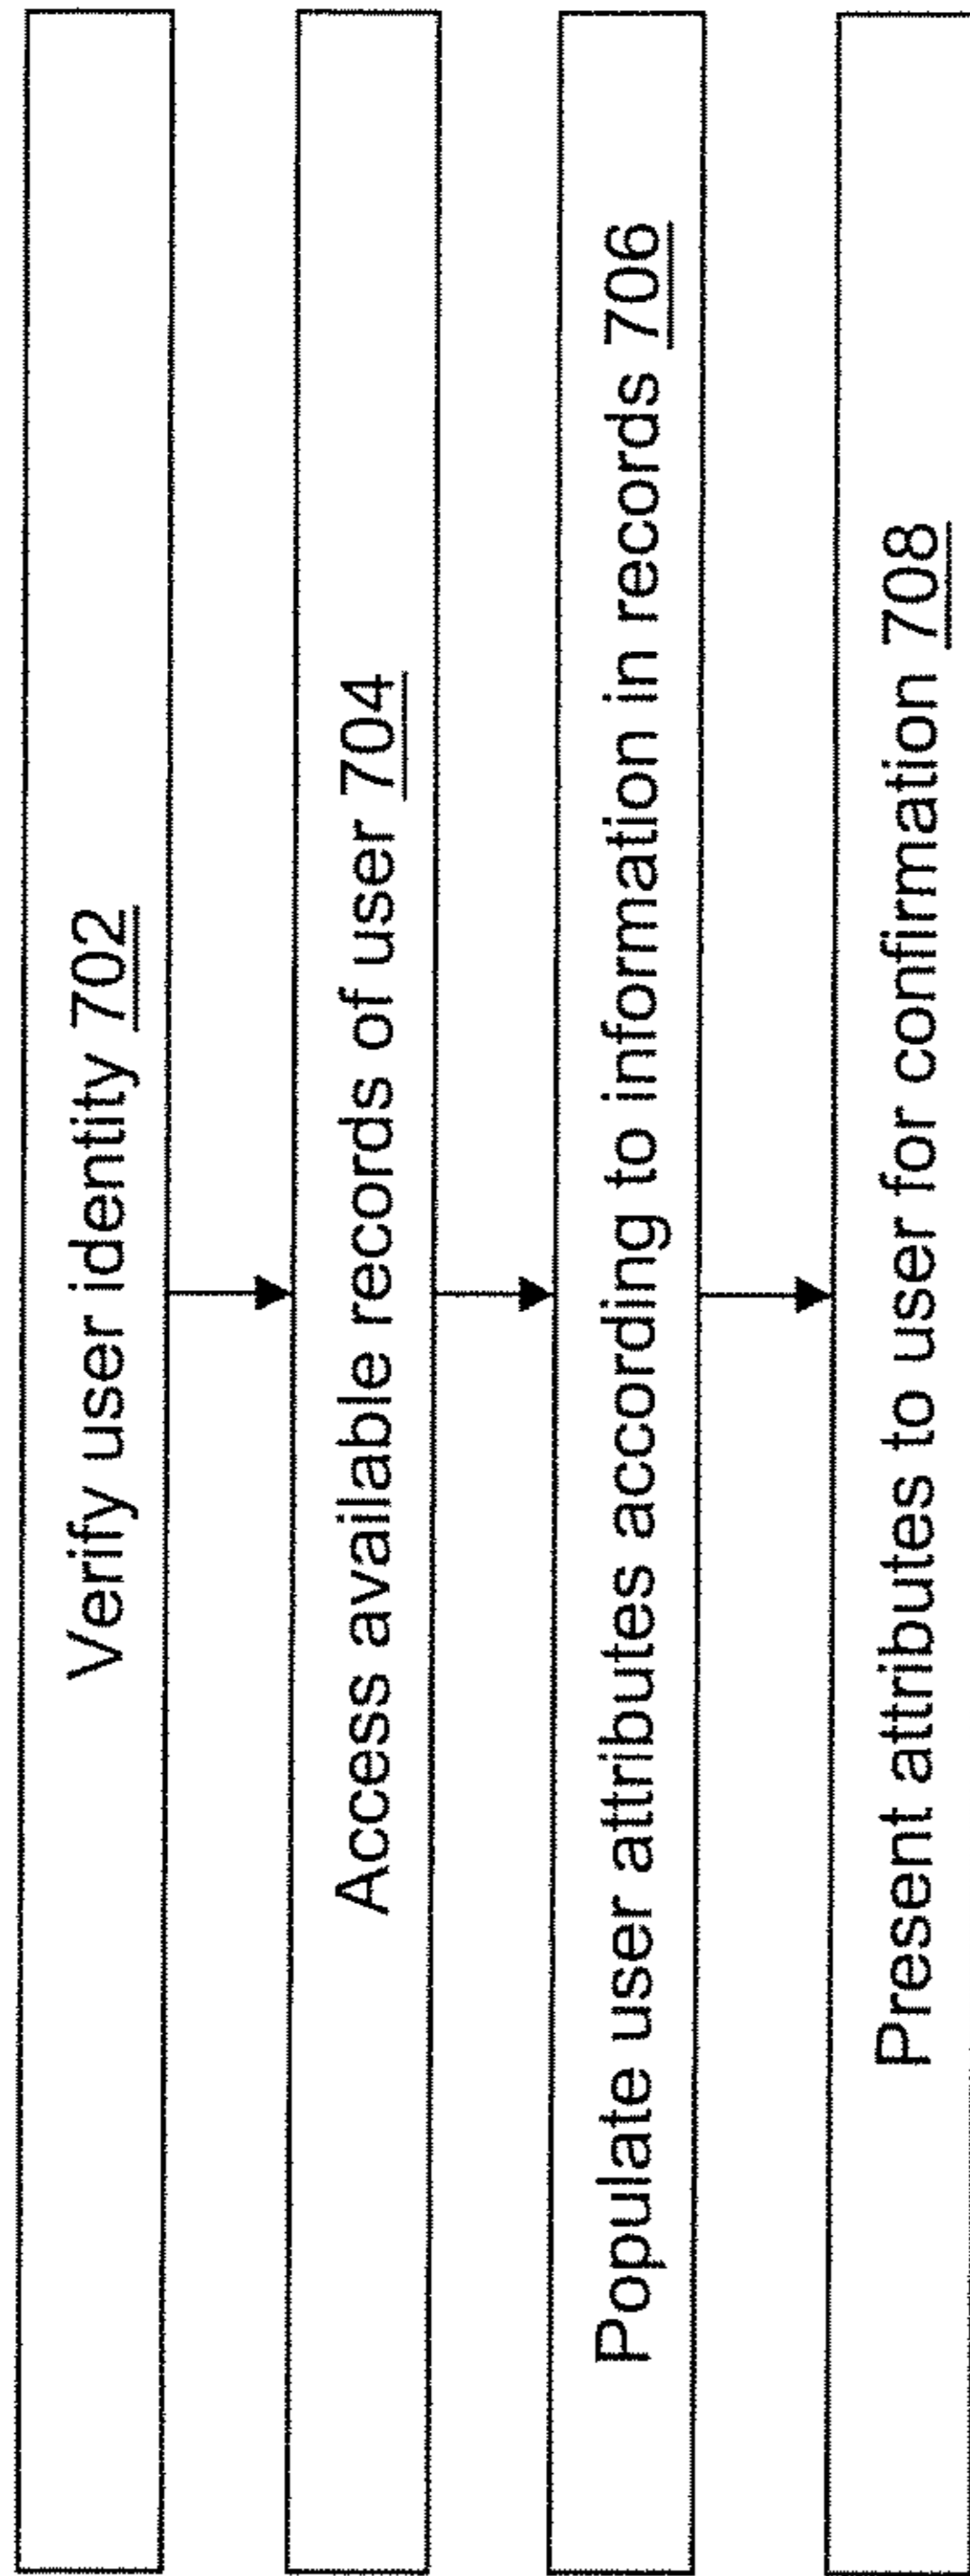 Verify user identity 702
Access available records of user 704
Populate user attributes according to information in records 706
Present attributes to user for confirmation 708